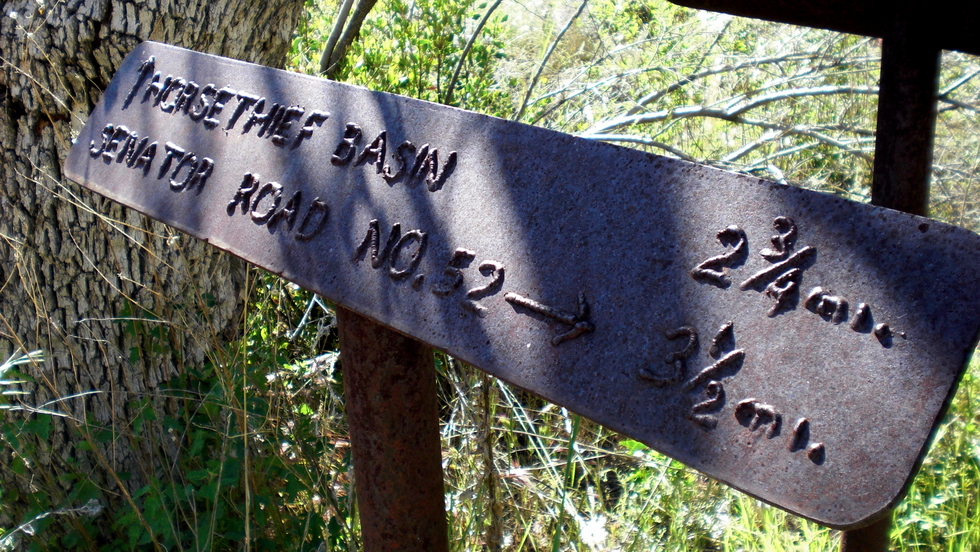 ↑ HORSETHIEF BASIN 2 3/4 mi.
SENATOR ROAD NO. 52 → 3 1/2 mi.